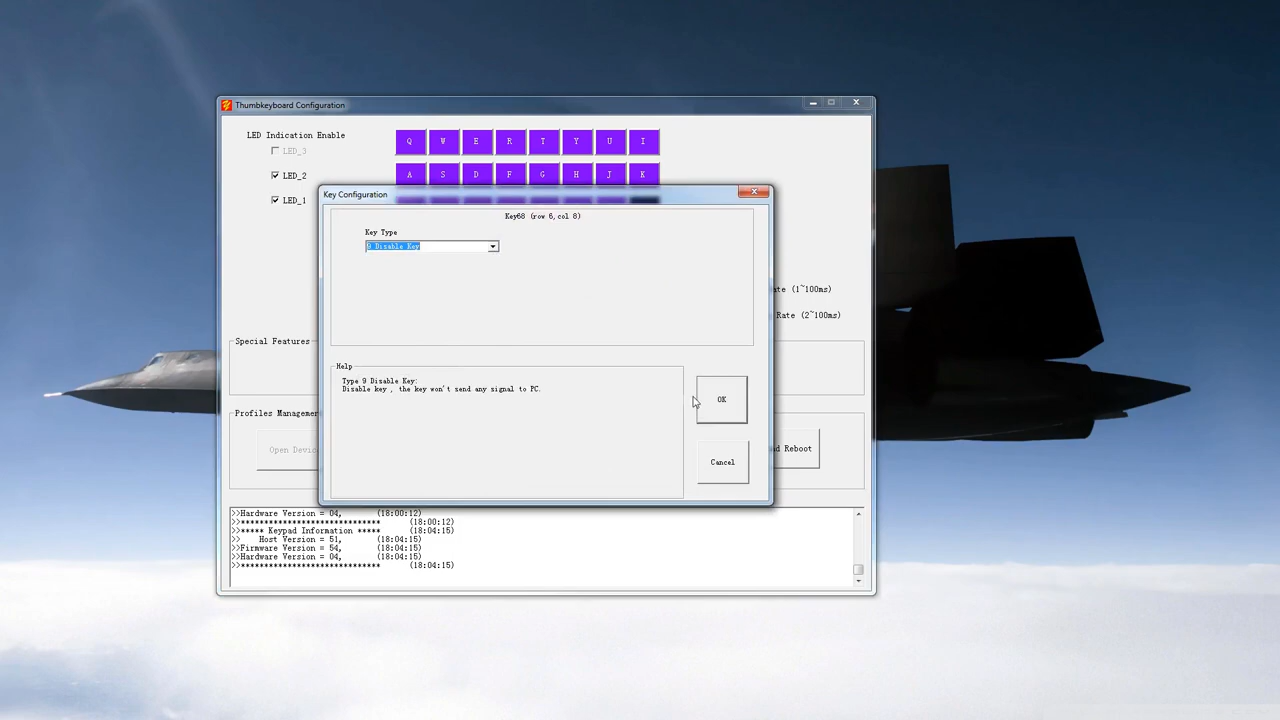 Thumbkeyboard Configuration
LED Indication Enable
LED_3
LED_2
LED_1
Q W E R T Y U I
A S D F G H J K
Key Configuration
Key68 (row 6,col 8)
Key Type
9 Disable Key
Rate (1~100ms)
Rate (2~100ms)
Special Features
Help
Type 9 Disable Key:
Disable key , the key won't send any signal to PC.
OK
Cancel
Profiles Managemen
Open Devic
d Reboot
>>Hardware Version = 04, (18:00:12)
>>****************************** (18:00:12)
>>***** Keypad Information ***** (18:04:15)
>> Host Version = 51, (18:04:15)
>>Firmware Version = 54, (18:04:15)
>>Hardware Version = 04, (18:04:15)
>>****************************** (18:04:15)